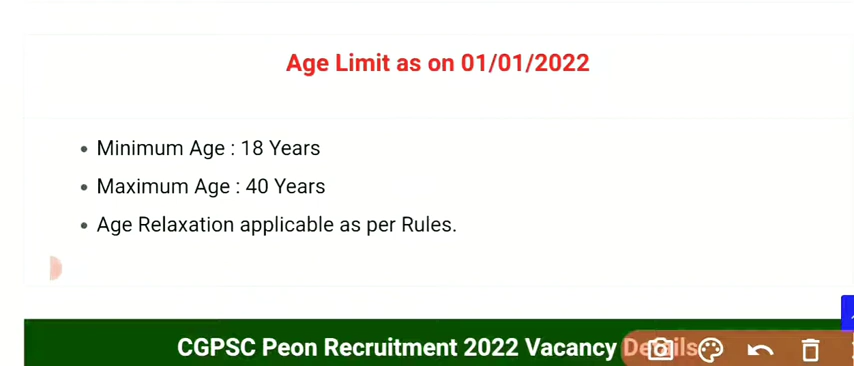 Age Limit as on 01/01/2022
Minimum Age : 18 Years
Maximum Age : 40 Years
Age Relaxation applicable as per Rules.
CGPSC Peon Recruitment 2022 Vacancy Details